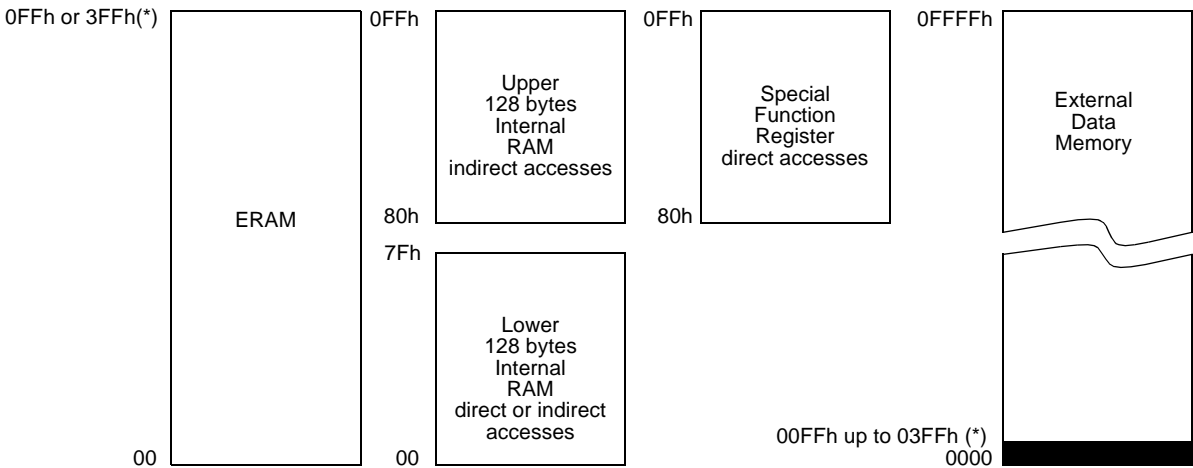 0FFh or 3FFh(*)
ERAM
00
0FFh
Upper
128 bytes
Internal
RAM
indirect accesses
80h
7Fh
Lower
128 bytes
Internal
RAM
direct or indirect
accesses
00
0FFh
Special
Function
Register
direct accesses
80h
0FFFFh
External
Data
Memory
00FFh up to 03FFh (*)
0000